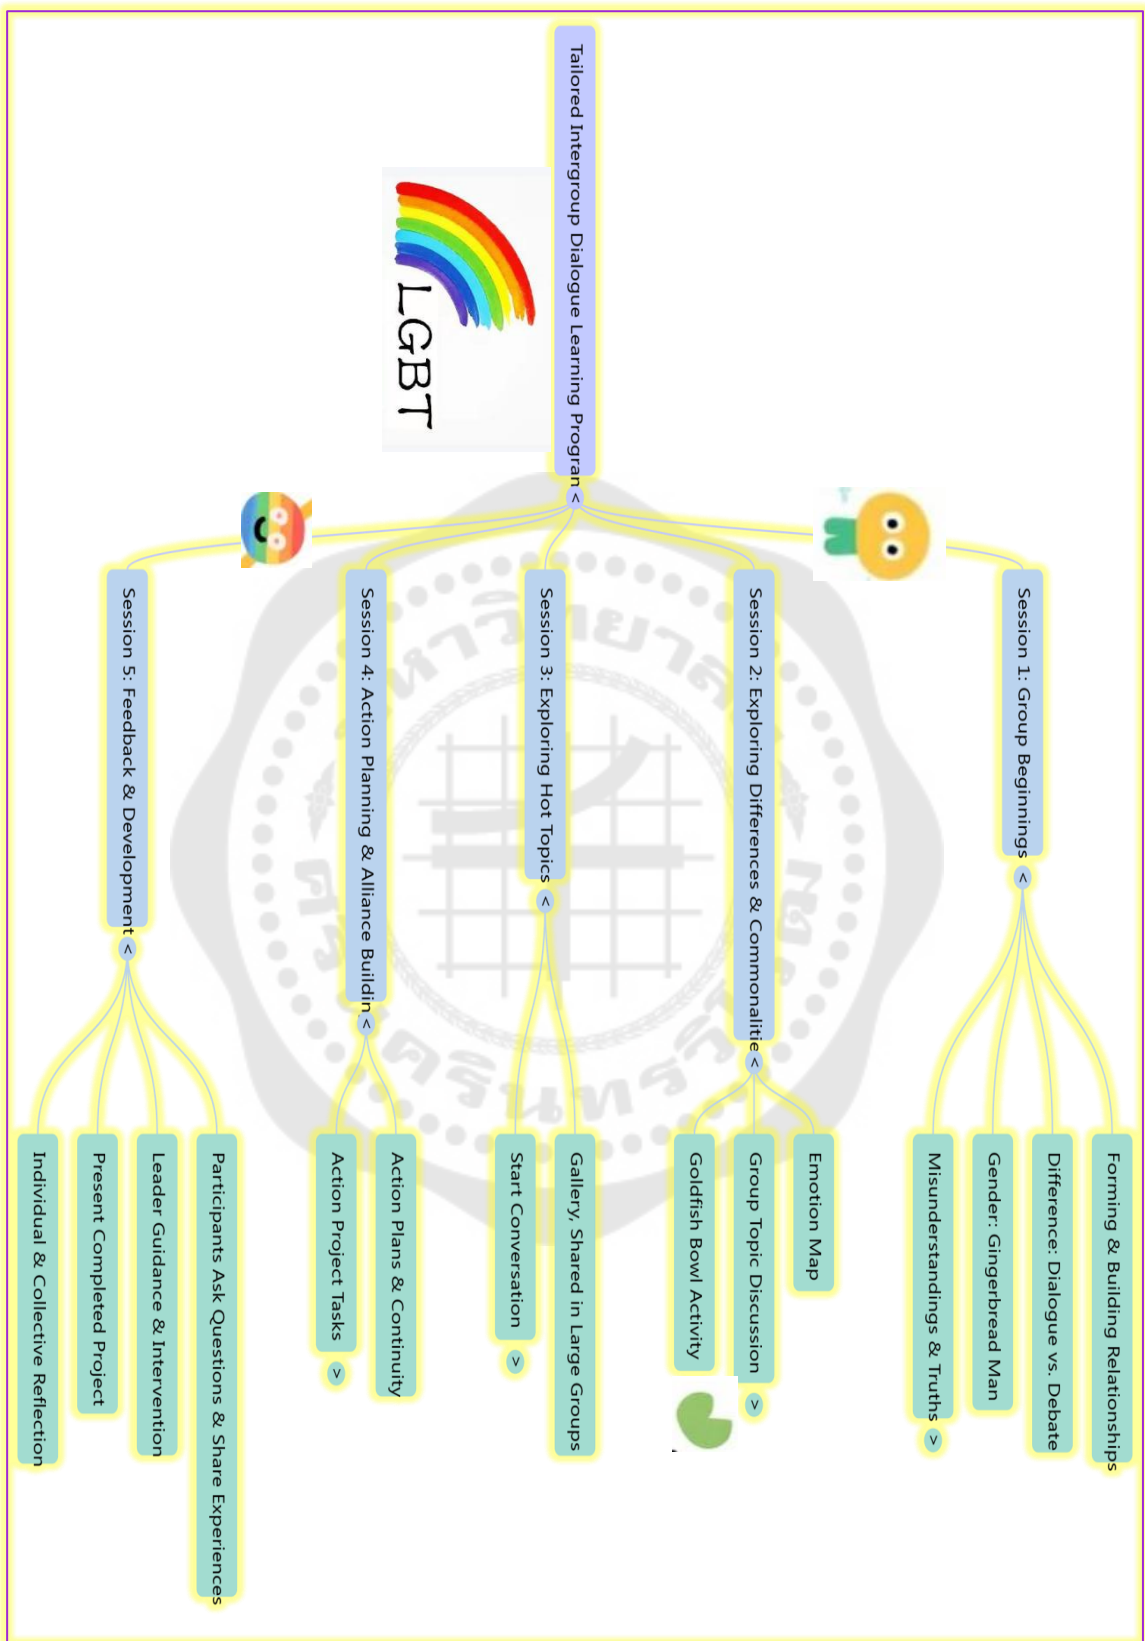 Tailored Intergroup Dialogue Learning Progran
<
LGBT
Session 1: Group Beginnings
<
Forming & Building Relationships
Difference: Dialogue vs. Debate
Gender: Gingerbread Man
Misunderstandings & Truths
>
Session 2: Exploring Differences & Commonalitie
<
Emotion Map
Group Topic Discussion
>
Goldfish Bowl Activity
Session 3: Exploring Hot Topics
<
Gallery, Shared in Large Groups
Start Conversation
>
Session 4: Action Planning & Alliance Buildin
<
Action Plans & Continuity
Action Project Tasks
>
Session 5: Feedback & Development
<
Participants Ask Questions & Share Experiences
Leader Guidance & Intervention
Present Completed Project
Individual & Collective Reflection